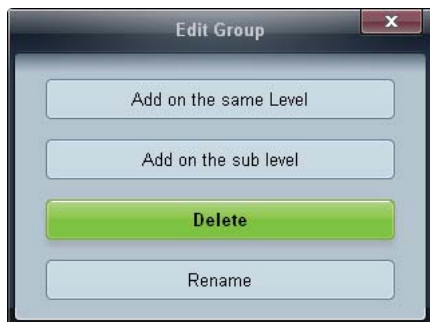 Edit Group
x
Add on the same Level
Add on the sub level
Delete
Rename